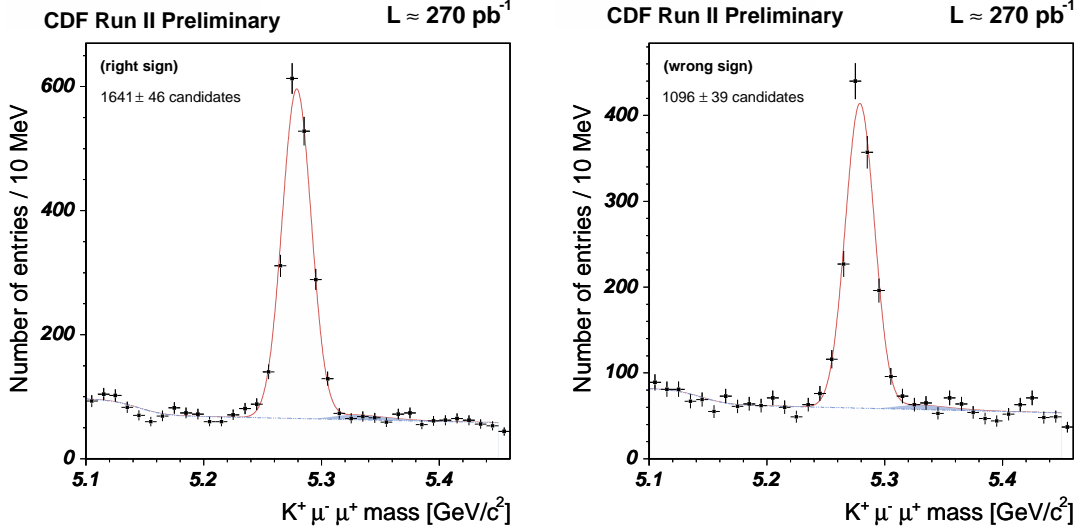 CDF Run II Preliminary
L ≈ 270 pb⁻¹
(right sign)
1641 ± 46 candidates
Number of entries / 10 MeV
600
400
200
0
5.1
5.2
5.3
5.4
K⁺ μ⁻ μ⁺ mass [GeV/c²]
CDF Run II Preliminary
L ≈ 270 pb⁻¹
(wrong sign)
1096 ± 39 candidates
Number of entries / 10 MeV
400
300
200
100
0
5.1
5.2
5.3
5.4
K⁺ μ⁻ μ⁺ mass [GeV/c²]